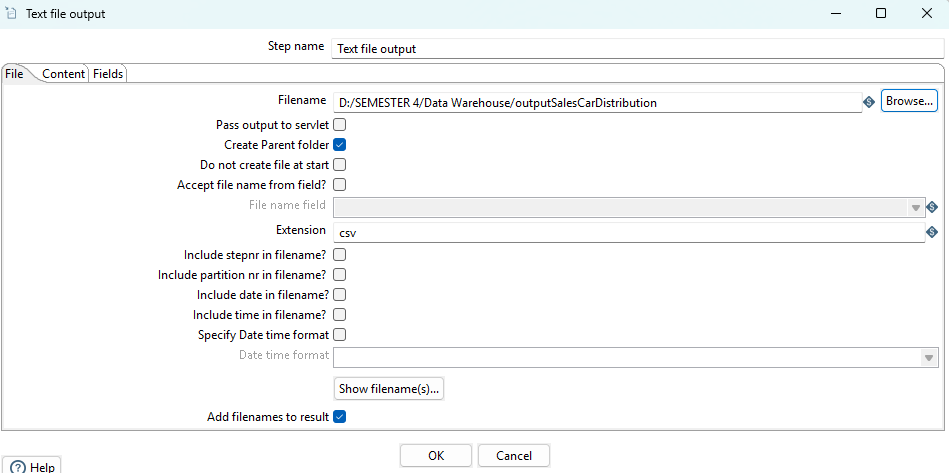 Text file output
Step name Text file output
File Content Fields
Filename D:/SEMESTER 4/Data Warehouse/outputSalesCarDistribution Browse...
Pass output to servlet
Create Parent folder
Do not create file at start
Accept file name from field?
File name field
Extension csv
Include stepnr in filename?
Include partition nr in filename?
Include date in filename?
Include time in filename?
Specify Date time format
Date time format
Show filename(s)...
Add filenames to result
OK Cancel
Help